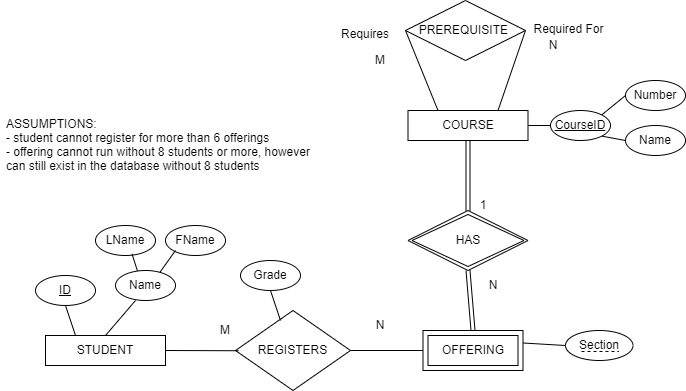 Requires
PREREQUISITE
Required For
M
N
Number
ASSUMPTIONS:
- student cannot register for more than 6 offerings
- offering cannot run without 8 students or more, however
can still exist in the database without 8 students
COURSE
CourseID
Name
1
LName
FName
HAS
Grade
ID
Name
N
M
N
STUDENT
REGISTERS
OFFERING
Section